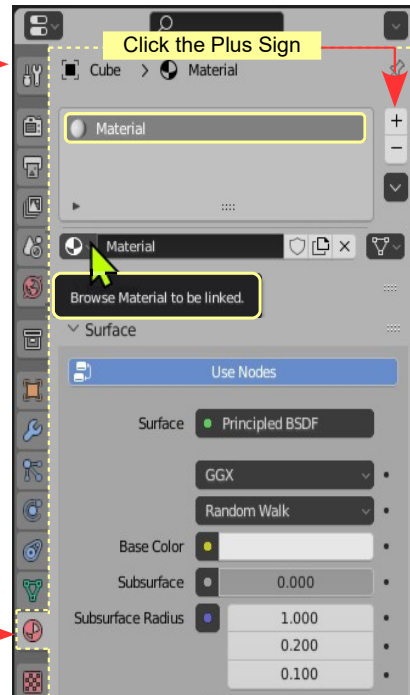 Click the Plus Sign
Cube > Material
Material
Material
Browse Material to be linked.
Surface
Use Nodes
Surface Principled BSDF
GGX
Random Walk
Base Color
Subsurface 0.000
Subsurface Radius 1.000
0.200
0.100